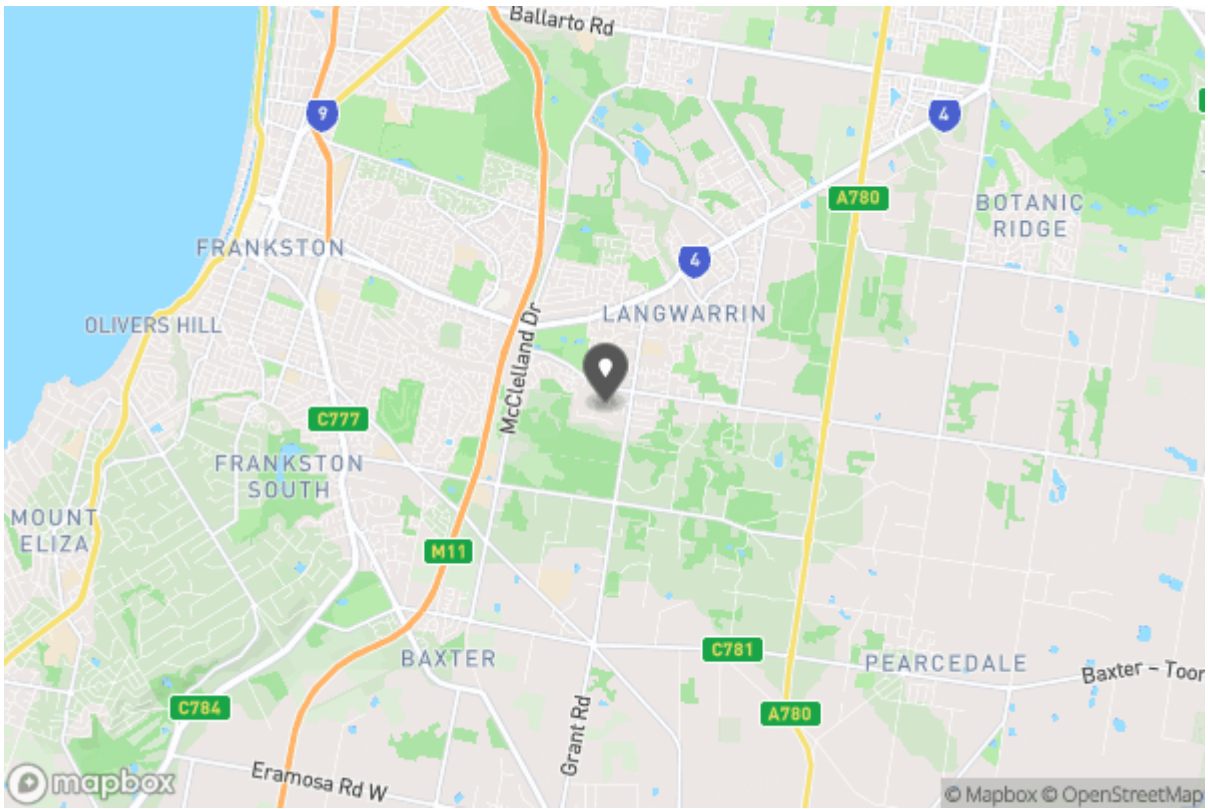 Ballarto Rd
9
4
A780
BOTANIC
RIDGE
FRANKSTON
4
LANGWARRIN
OLIVERS HILL
McClelland Dr
C777
FRANKSTON
SOUTH
MOUNT
ELIZA
M11
BAXTER
C781
PEARCEDALE
Baxter – Toor
C784
Grant Rd
A780
Eramosa Rd W
mapbox
© Mapbox © OpenStreetMap